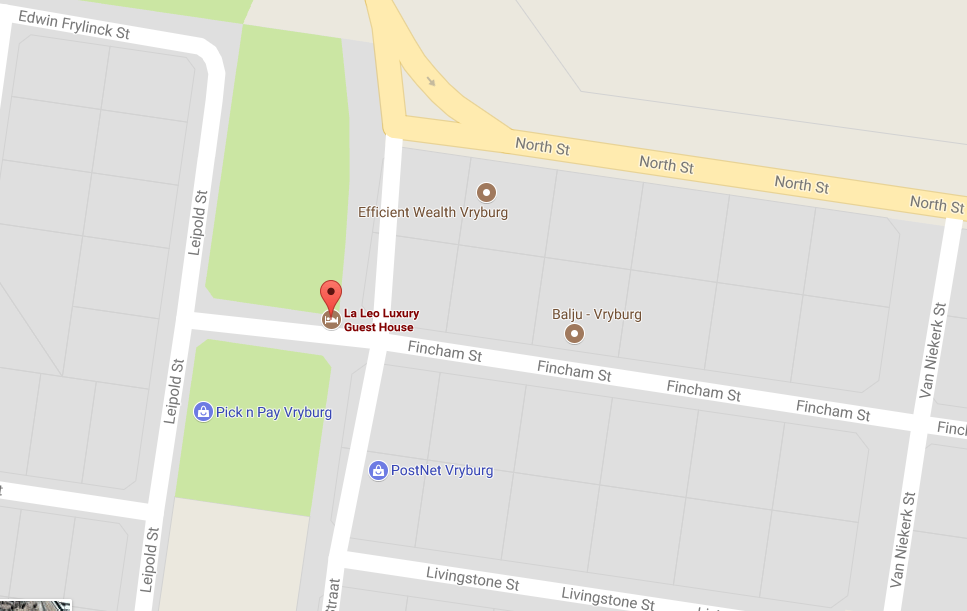 Edwin Frylinck St
North St
North St
North St
North St
Efficient Wealth Vryburg
Leipold St
La Leo Luxury
Guest House
Balju - Vryburg
Van Niekerk St
Fincham St
Fincham St
Fincham St
Fincham St
Leipold St
Pick n Pay Vryburg
PostNet Vryburg
Van Niekerk St
Leipold St
Livingstone St
Livingstone St
straat